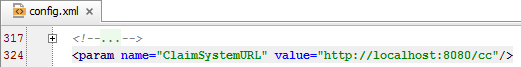 config.xml
317 <!--...-->
324 <param name="ClaimSystemURL" value="http://localhost:8080/cc"/>